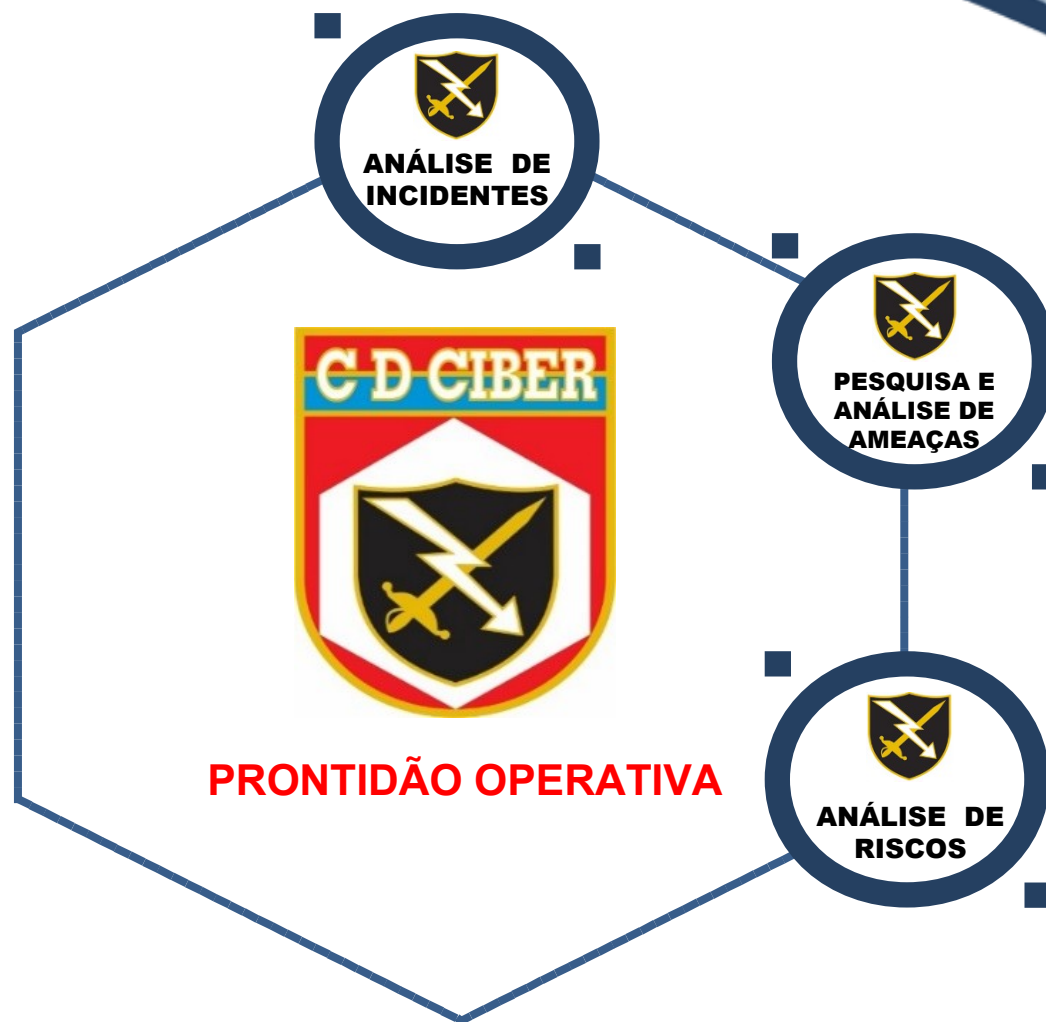 ANÁLISE DE
INCIDENTES
PESQUISA E
ANÁLISE DE
AMEAÇAS
C D CIBER
PRONTIDÃO OPERATIVA
ANÁLISE DE
RISCOS